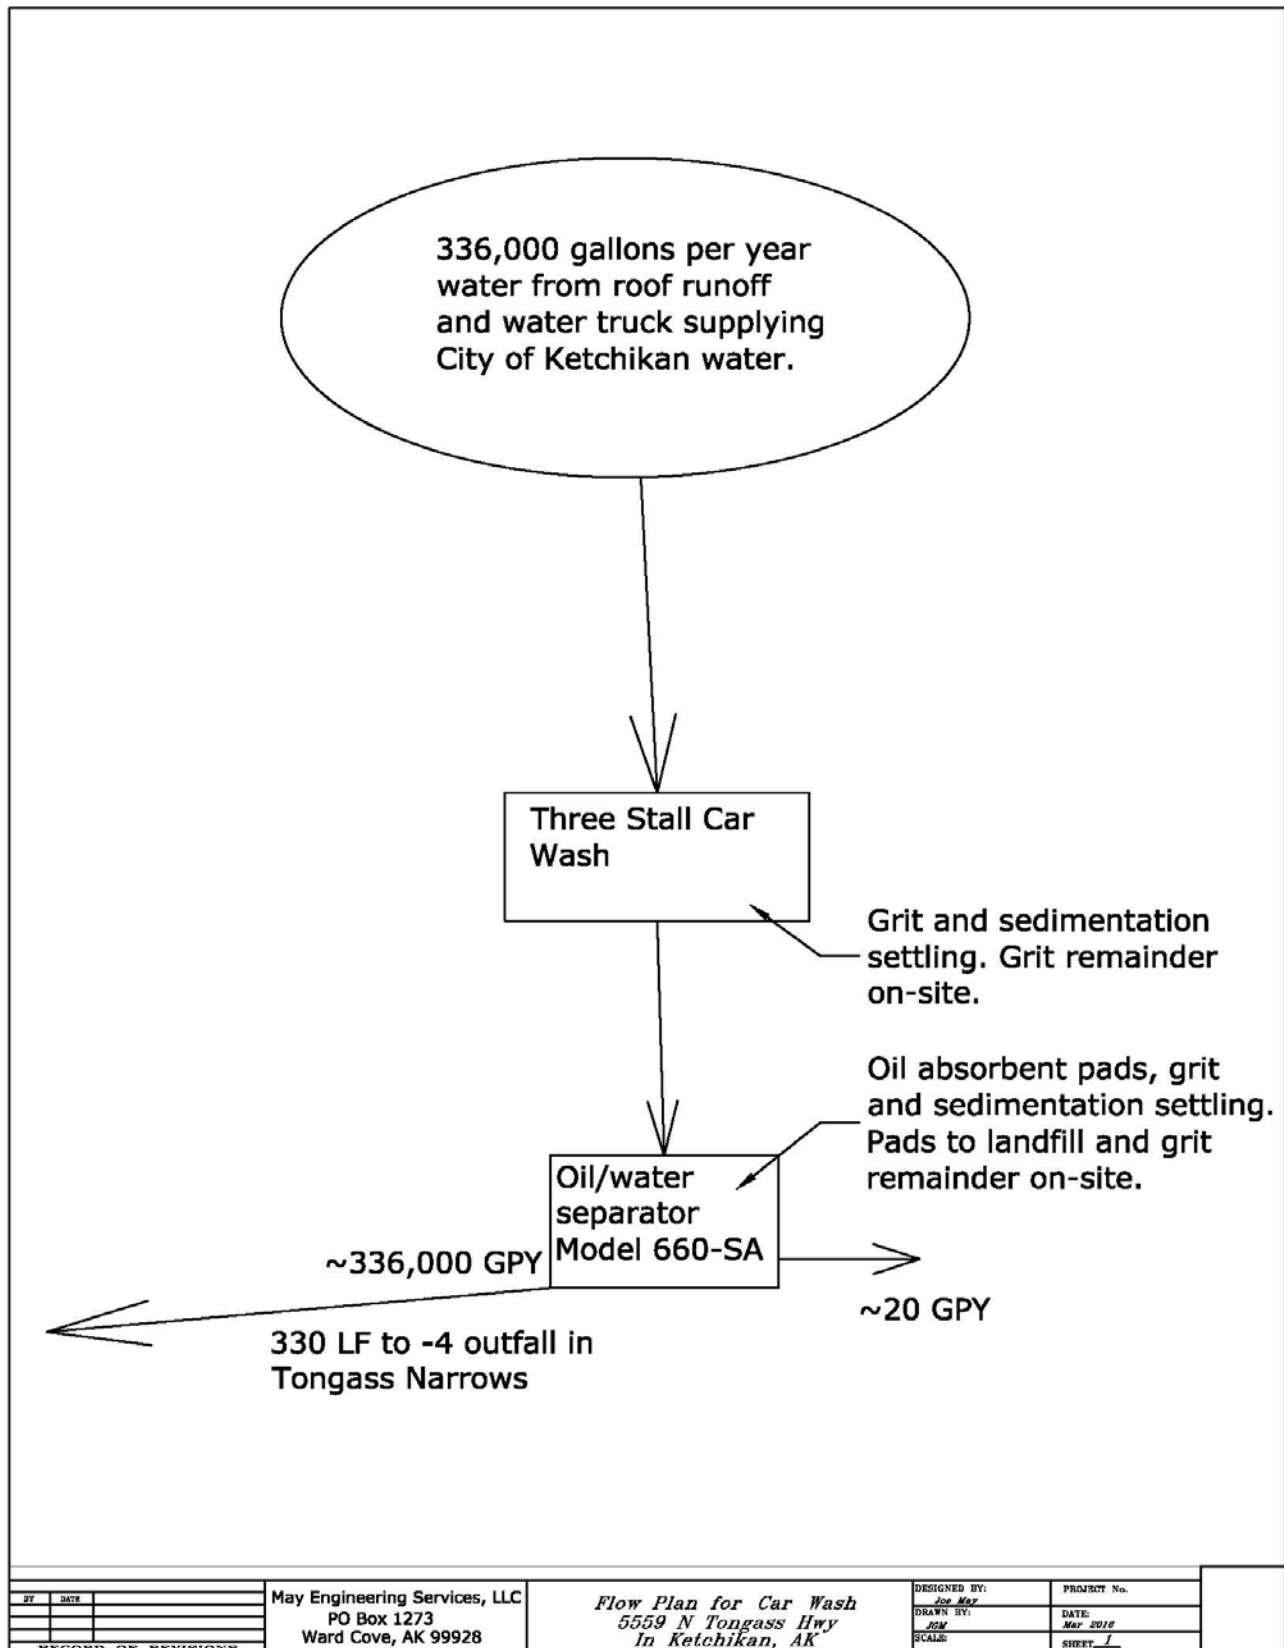 336,000 gallons per year
water from roof runoff
and water truck supplying
City of Ketchikan water.
Three Stall Car
Wash
Grit and sedimentation
settling. Grit remainder
on-site.
Oil absorbent pads, grit
and sedimentation settling.
Pads to landfill and grit
remainder on-site.
Oil/water
separator
Model 660-SA
~336,000 GPY
~20 GPY
330 LF to -4 outfall in
Tongass Narrows
BY DATE
RECORD OF REVISIONS
May Engineering Services, LLC
PO Box 1273
Ward Cove, AK 99928
Flow Plan for Car Wash
5559 N Tongass Hwy
In Ketchikan, AK
DESIGNED BY:
Joe May
DRAWN BY:
JGM
SCALE:
PROJECT No.
DATE:
Mar 2016
SHEET 1